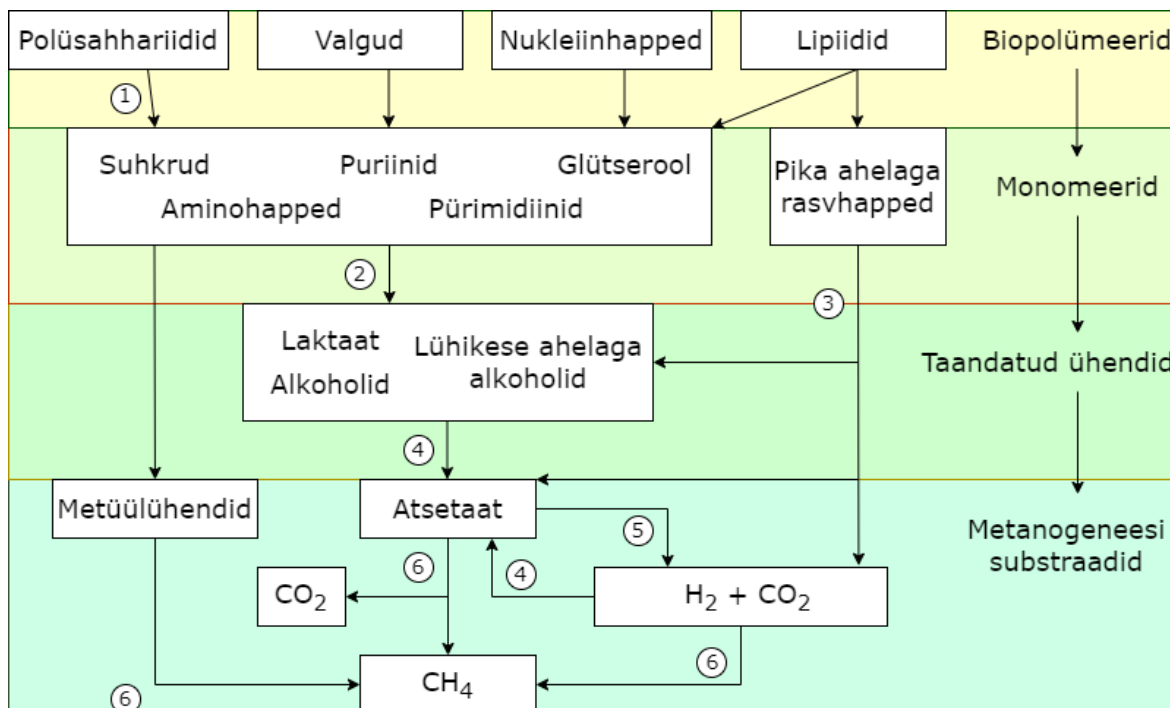 Polüsahhariidid
Valgud
Nukleiinhapped
Lipiidid
Biopolümeerid
1
Suhkrud
Puriinid
Glütserool
Aminohapped
Pürimidiinid
Pika ahelaga
rasvhapped
Monomeerid
2
3
Laktaat
Alkoholid
Lühikese ahelaga
alkoholid
Taandatud ühendid
4
Metüülühendid
Atsetaat
Metanogeneesi
substraadid
5
6
4
CO2
H2 + CO2
6
CH4
6